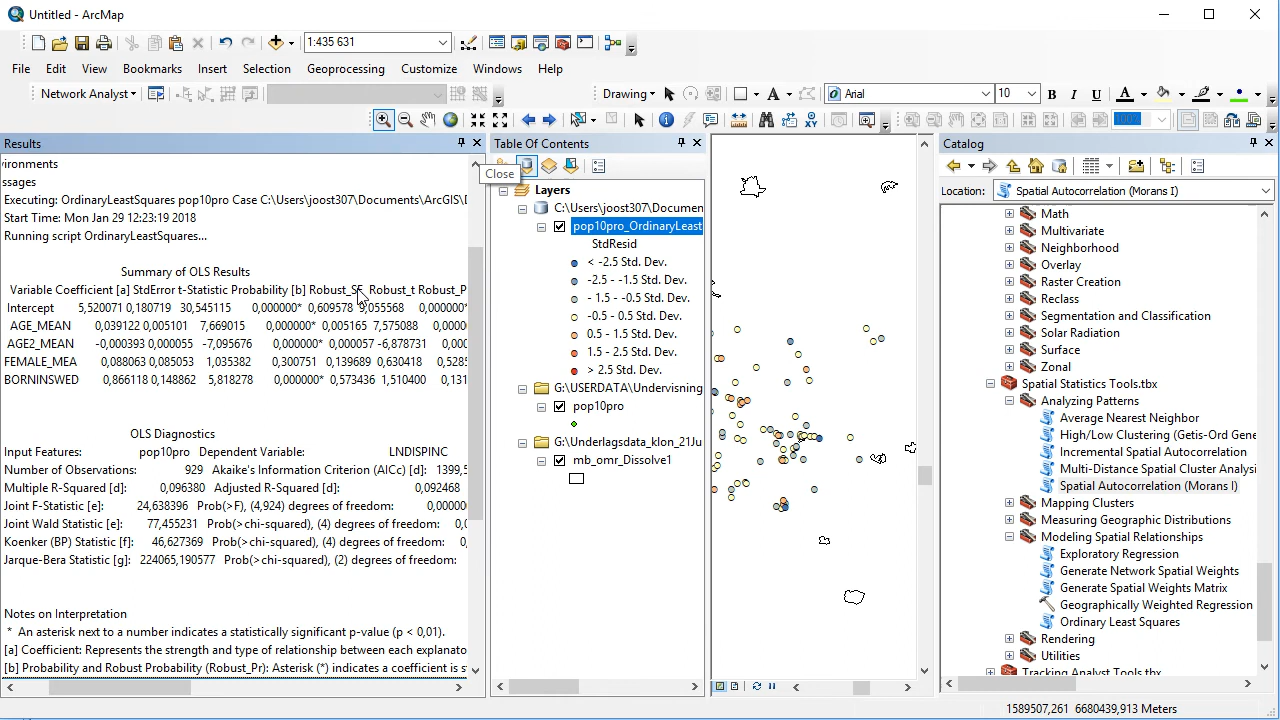 Untitled - ArcMap
1:435 631
File Edit View Bookmarks Insert Selection Geoprocessing Customize Windows Help
Network Analyst Drawing A Arial 10 B I U A
100%
Results
Close
Table Of Contents
Catalog
Location: Spatial Autocorrelation (Morans I)
vironments
ssages
Executing: OrdinaryLeastSquares pop10pro Case C:\Users\joost307\Documents\ArcGIS\
Start Time: Mon Jan 29 12:23:19 2018
Running script OrdinaryLeastSquares...
Summary of OLS Results
Variable Coefficient [a] StdError t-Statistic Probability [b] Robust_SE Robust_t Robust_P
Intercept 5,520071 0,180719 30,545115 0,000000* 0,609578 9,055568 0,000000*
AGE_MEAN 0,039122 0,005101 7,669015 0,000000* 0,005165 7,575088 0,0000
AGE2_MEAN -0,000393 0,000055 -7,095676 0,000000* 0,000057 -6,878731 0,000
FEMALE_MEA 0,088063 0,085053 1,035382 0,300751 0,139689 0,630418 0,528
BORNINSWED 0,866118 0,148862 5,818278 0,000000* 0,573436 1,510400 0,131
OLS Diagnostics
Input Features: pop10pro Dependent Variable: LNDISPINC
Number of Observations: 929 Akaike's Information Criterion (AICc) [d]: 1399,5
Multiple R-Squared [d]: 0,096380 Adjusted R-Squared [d]: 0,092468
Joint F-Statistic [e]: 24,638396 Prob(>F), (4,924) degrees of freedom: 0,00000
Joint Wald Statistic [e]: 77,455231 Prob(>chi-squared), (4) degrees of freedom: 0,0
Koenker (BP) Statistic [f]: 46,627369 Prob(>chi-squared), (4) degrees of freedom: 0,
Jarque-Bera Statistic [g]: 224065,190577 Prob(>chi-squared), (2) degrees of freedom:
Notes on Interpretation
* An asterisk next to a number indicates a statistically significant p-value (p < 0,01).
[a] Coefficient: Represents the strength and type of relationship between each explanato
[b] Probability and Robust Probability (Robust_Pr): Asterisk (*) indicates a coefficient is s
Layers
C:\Users\joost307\Documen
pop10pro_OrdinaryLeast
StdResid
< -2.5 Std. Dev.
-2.5 - -1.5 Std. Dev.
- 1.5 - -0.5 Std. Dev.
-0.5 - 0.5 Std. Dev.
0.5 - 1.5 Std. Dev.
1.5 - 2.5 Std. Dev.
> 2.5 Std. Dev.
G:\USERDATA\Undervisning
pop10pro
G:\Underlagsdata_klon_21Ju
mb_omr_Dissolve1
Math
Multivariate
Neighborhood
Overlay
Raster Creation
Reclass
Segmentation and Classification
Solar Radiation
Surface
Zonal
Spatial Statistics Tools.tbx
Analyzing Patterns
Average Nearest Neighbor
High/Low Clustering (Getis-Ord Gene
Incremental Spatial Autocorrelation
Multi-Distance Spatial Cluster Analysi
Spatial Autocorrelation (Morans I)
Mapping Clusters
Measuring Geographic Distributions
Modeling Spatial Relationships
Exploratory Regression
Generate Network Spatial Weights
Generate Spatial Weights Matrix
Geographically Weighted Regression
Ordinary Least Squares
Rendering
Utilities
Tracking Analyst Tools.tbx
1589507,261 6680439,913 Meters